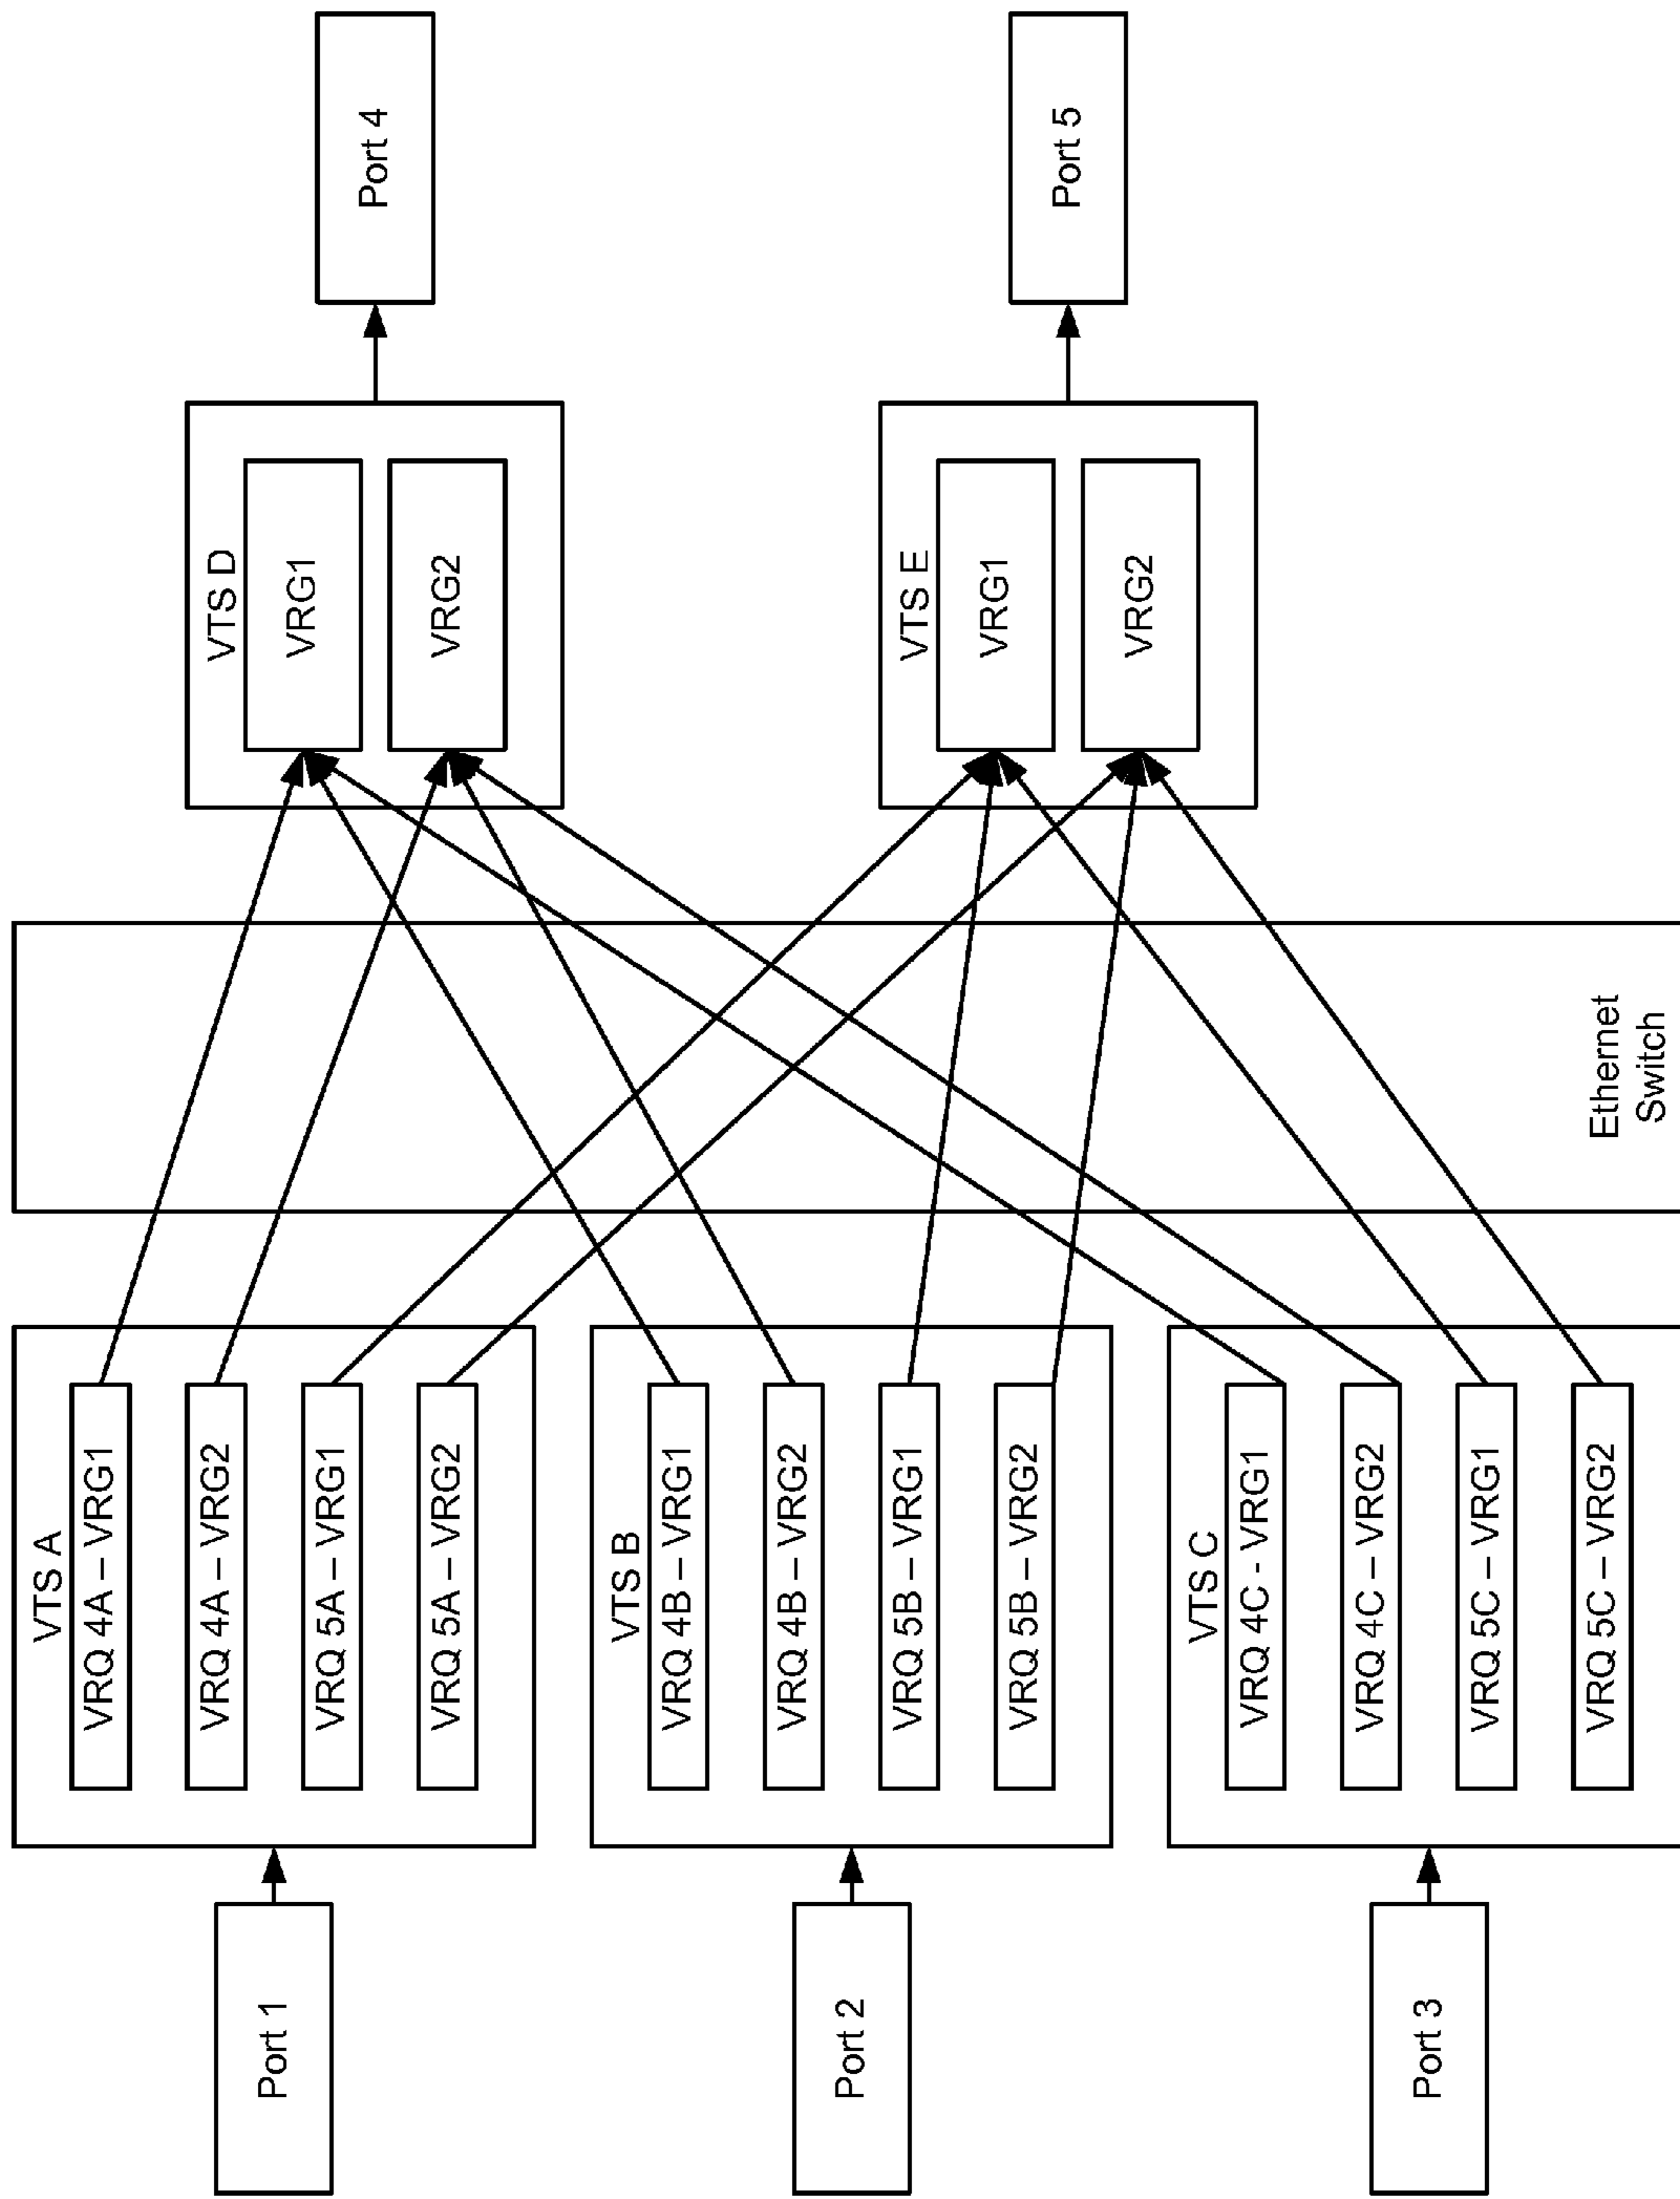 Port 1
Port 2
Port 3
VTS A
VRQ 4A – VRG1
VRQ 4A – VRG2
VRQ 5A – VRG1
VRQ 5A – VRG2
VTS B
VRQ 4B – VRG1
VRQ 4B – VRG2
VRQ 5B – VRG1
VRQ 5B – VRG2
VTS C
VRQ 4C - VRG1
VRQ 4C – VRG2
VRQ 5C – VRG1
VRQ 5C – VRG2
Ethernet
Switch
VTS D
VRG1
VRG2
VTS E
VRG1
VRG2
Port 4
Port 5